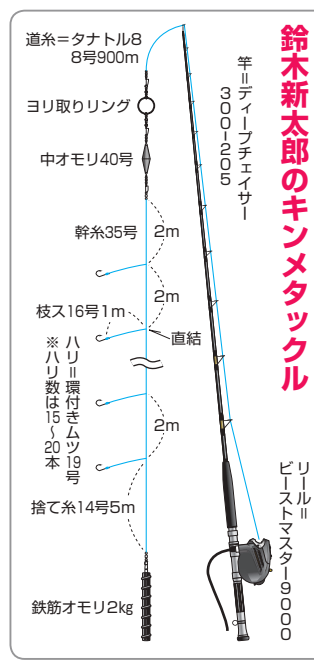 鈴木新太郎のキンメタックル
竿=ディープチェイサー
300-205
リール=
ビーストマスター9000
道糸=タナトル8
8号900m
ヨリ取りリング
中オモリ40号
幹糸35号
2m
2m
枝ス16号1m
直結
ハリ=環付きムツ19号
※ハリ数は15～20本
2m
捨て糸14号5m
鉄筋オモリ2kg